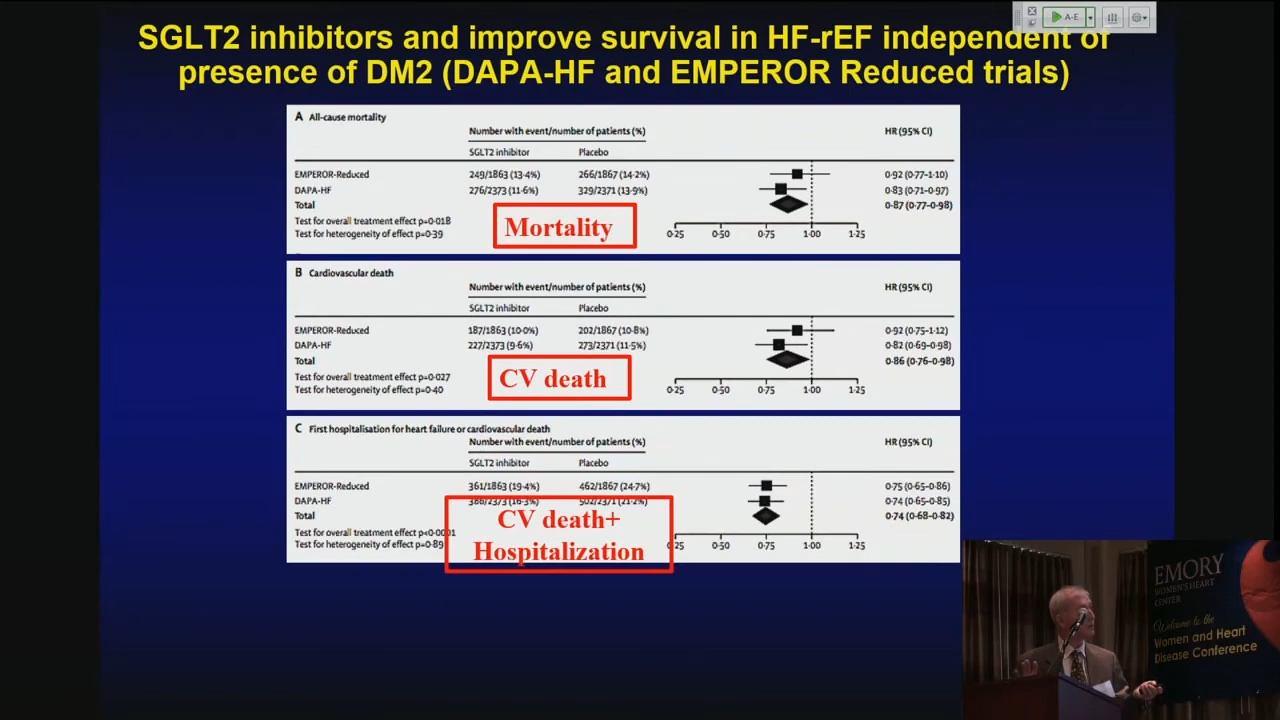 A-E
SGLT2 inhibitors and improve survival in HF-rEF independent of
presence of DM2 (DAPA-HF and EMPEROR Reduced trials)
A All-cause mortality
Number with event/number of patients (%) HR (95% CI)
SGLT2 inhibitor Placebo
EMPEROR-Reduced 249/1863 (13·4%) 266/1867 (14·2%) 0·92 (0·77–1·10)
DAPA-HF 276/2373 (11·6%) 329/2371 (13·9%) 0·83 (0·71–0·97)
Total 0·87 (0·77–0·98)
Test for overall treatment effect p=0·018
Test for heterogeneity of effect p=0·39
Mortality
0·25 0·50 0·75 1·00 1·25
B Cardiovascular death
Number with event/number of patients (%) HR (95% CI)
SGLT2 inhibitor Placebo
EMPEROR-Reduced 187/1863 (10·0%) 202/1867 (10·8%) 0·92 (0·75–1·12)
DAPA-HF 227/2373 (9·6%) 273/2371 (11·5%) 0·82 (0·69–0·98)
Total 0·86 (0·76–0·98)
Test for overall treatment effect p=0·027
Test for heterogeneity of effect p=0·40
CV death
0·25 0·50 0·75 1·00 1·25
C First hospitalisation for heart failure or cardiovascular death
Number with event/number of patients (%) HR (95% CI)
SGLT2 inhibitor Placebo
EMPEROR-Reduced 361/1863 (19·4%) 462/1867 (24·7%) 0·75 (0·65–0·86)
DAPA-HF 386/2373 (16·3%) 502/2371 (21·2%) 0·74 (0·65–0·85)
Total 0·74 (0·68–0·82)
Test for overall treatment effect p<0·0001
Test for heterogeneity of effect p=0·89
CV death+
Hospitalization
0·25 0·50 0·75 1·00 1·25
EMORY
WOMEN'S HEART
CENTER
Welcome to the
Women and Heart
Disease Conference